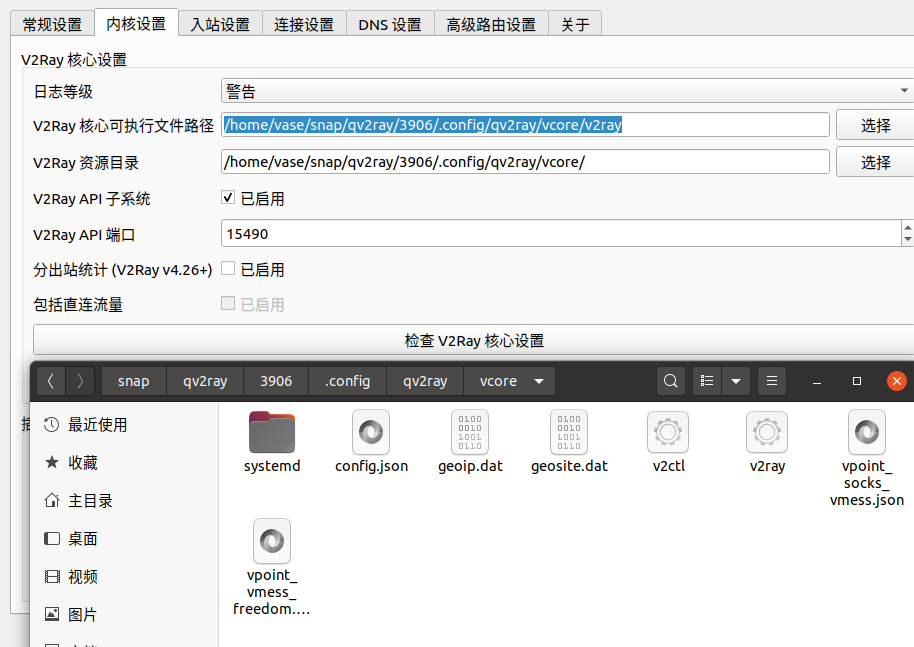 常规设置 内核设置 入站设置 连接设置 DNS 设置 高级路由设置 关于
V2Ray 核心设置
日志等级 警告
V2Ray 核心可执行文件路径 /home/vase/snap/qv2ray/3906/.config/qv2ray/vcore/v2ray 选择
V2Ray 资源目录 /home/vase/snap/qv2ray/3906/.config/qv2ray/vcore/ 选择
V2Ray API 子系统 已启用
V2Ray API 端口 15490
分出站统计 (V2Ray v4.26+) 已启用
包括直连流量 已启用
检查 V2Ray 核心设置
snap qv2ray 3906 .config qv2ray vcore
最近使用
收藏
主目录
桌面
视频
图片
systemd config.json geoip.dat geosite.dat v2ctl v2ray vpoint_
socks_
vmess.json
vpoint_
vmess_
freedom....